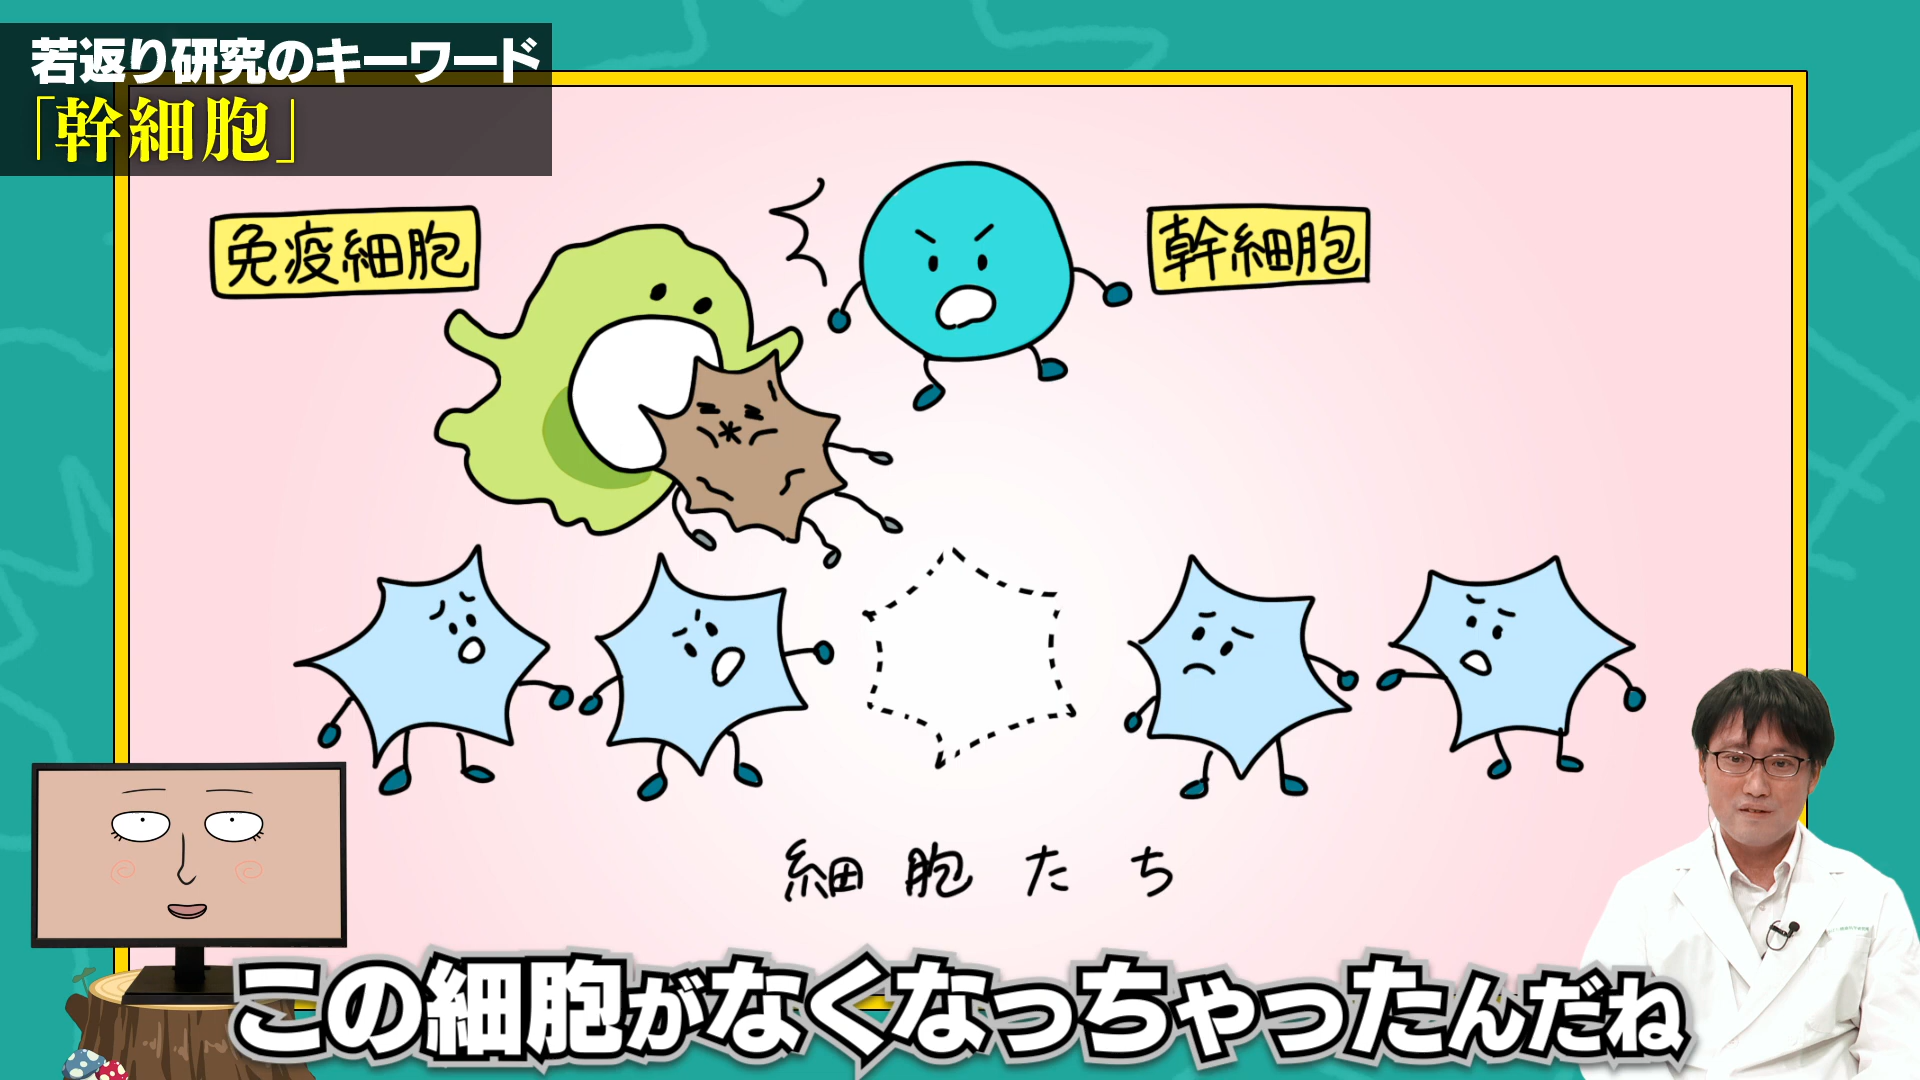 若返り研究のキーワード
「幹細胞」
免疫細胞
幹細胞
細胞たち
この細胞がなくなっちゃったんだね